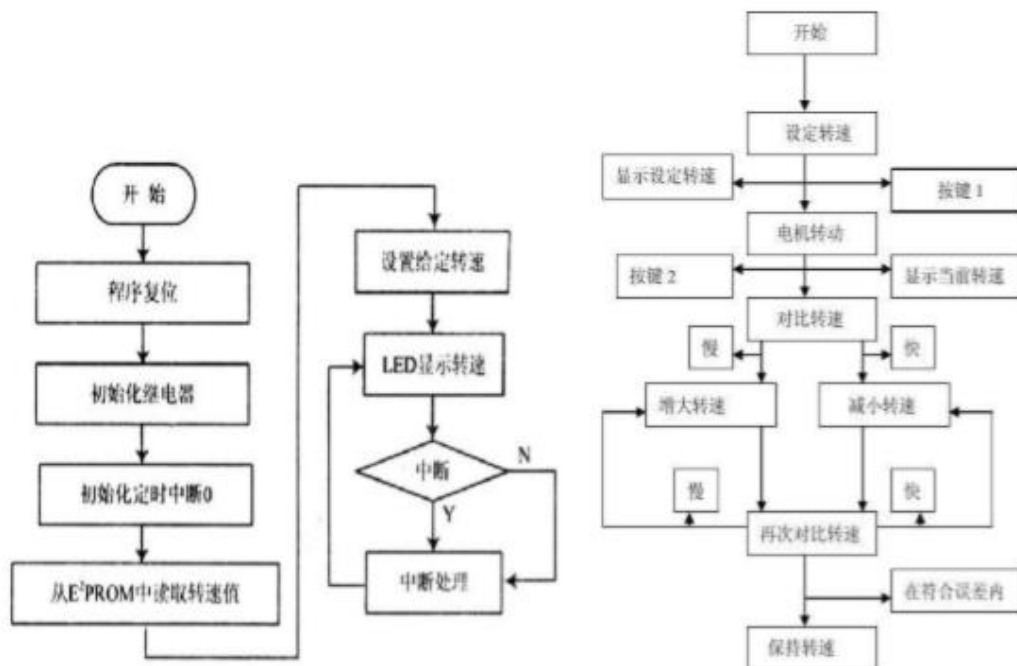 开 始
程序复位
初始化继电器
初始化定时中断0
从E²PROM中读取转速值
设置给定转速
LED显示转速
中断
N
Y
中断处理
开始
设定转速
显示设定转速
按键 1
电机转动
按键 2
显示当前转速
对比转速
慢
快
增大转速
减小转速
慢
快
再次对比转速
在符合误差内
保持转速